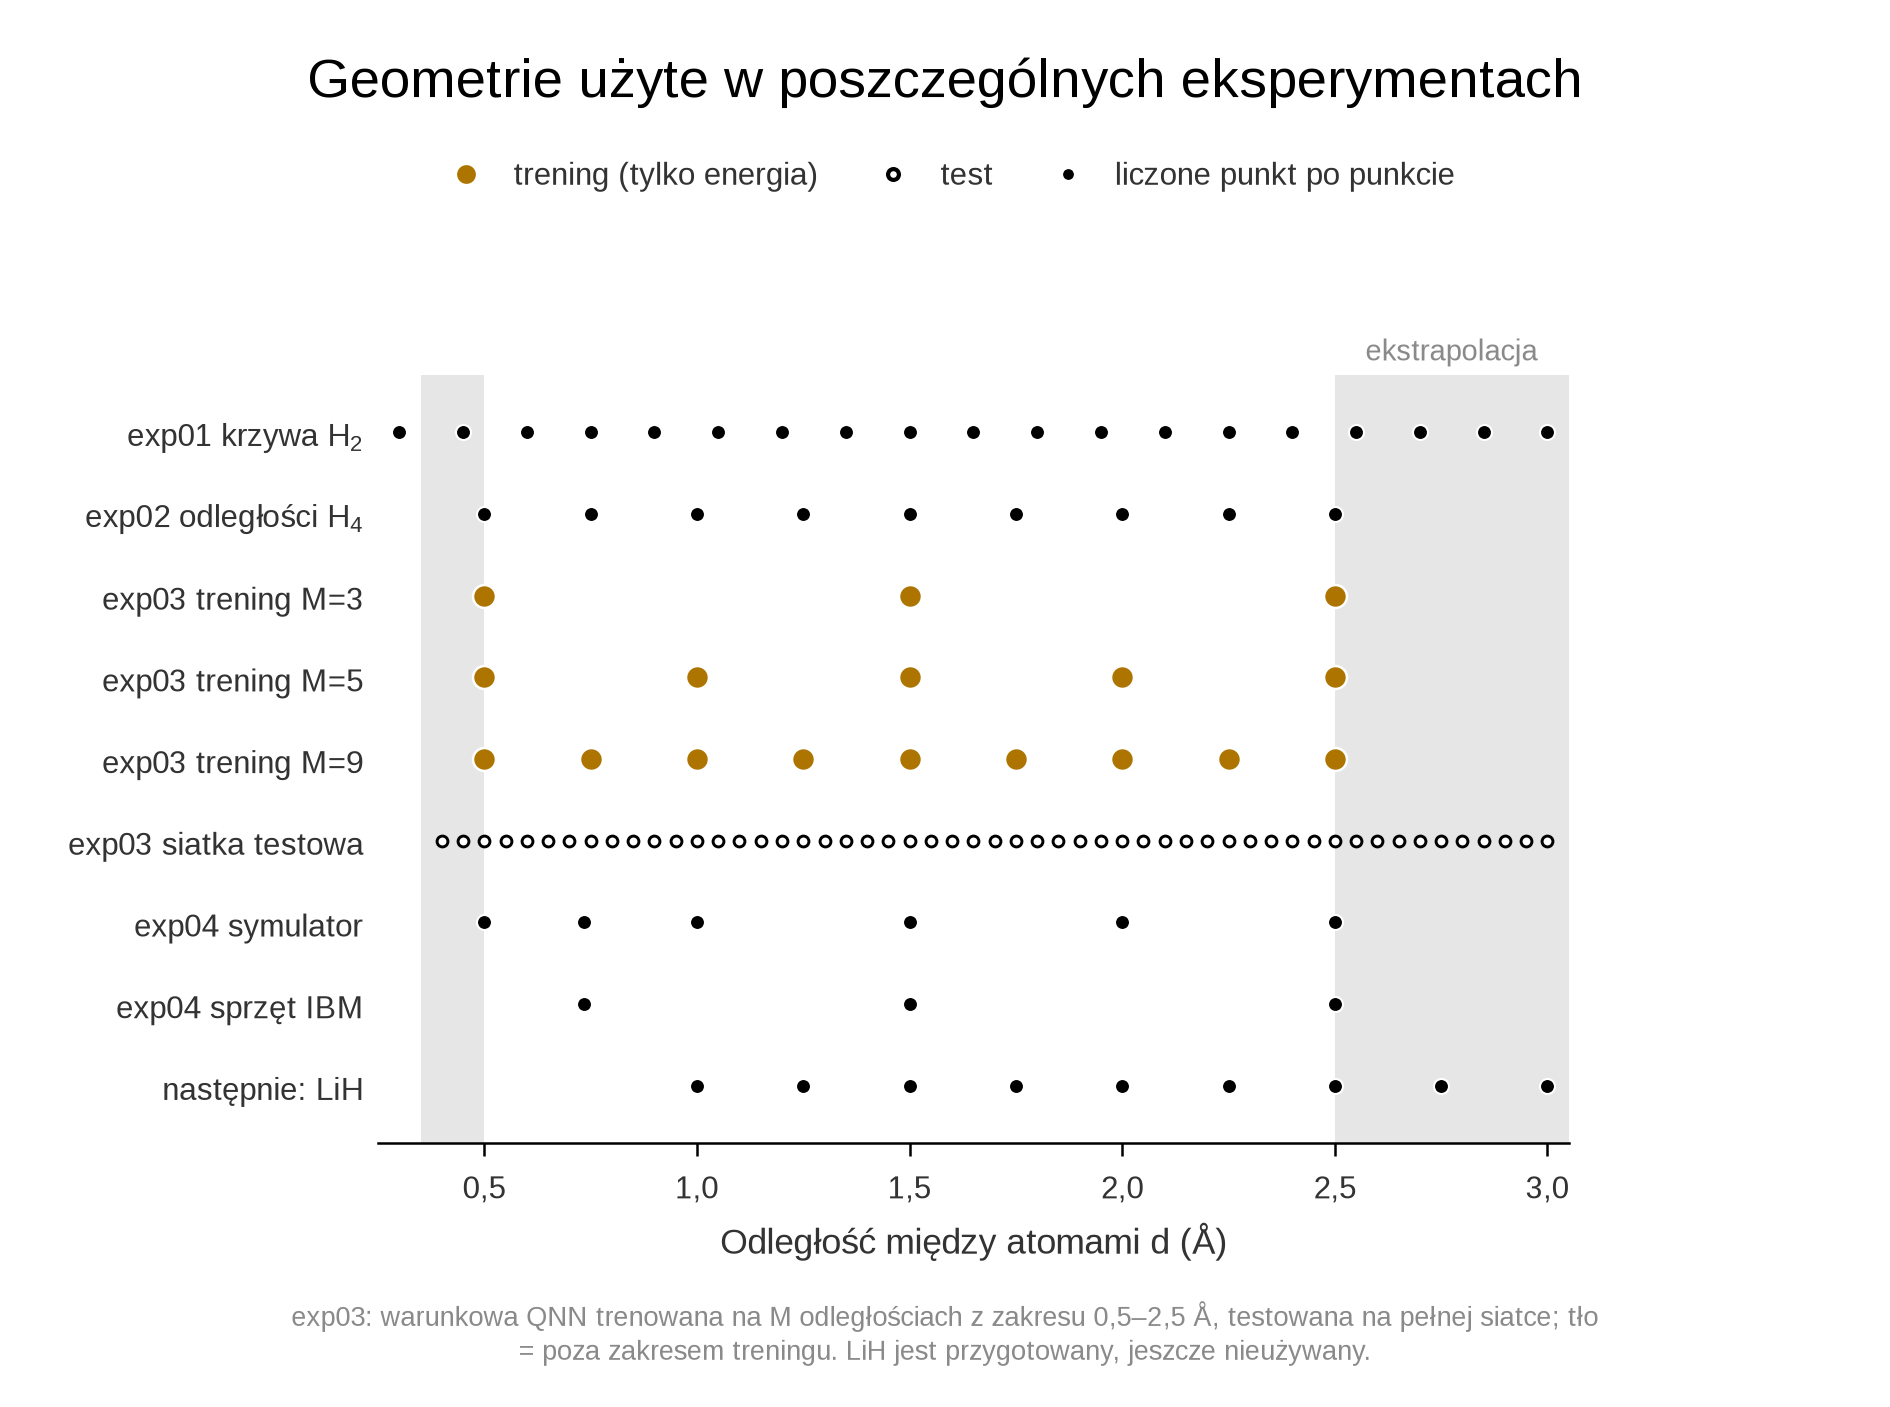 Geometrie użyte w poszczególnych eksperymentach
trening (tylko energia) test liczone punkt po punkcie
ekstrapolacja
exp01 krzywa H₂
exp02 odległości H₄
exp03 trening M=3
exp03 trening M=5
exp03 trening M=9
exp03 siatka testowa
exp04 symulator
exp04 sprzęt IBM
następnie: LiH
0,5 1,0 1,5 2,0 2,5 3,0
Odległość między atomami d (Å)
exp03: warunkowa QNN trenowana na M odległościach z zakresu 0,5–2,5 Å, testowana na pełnej siatce; tło
= poza zakresem treningu. LiH jest przygotowany, jeszcze nieużywany.